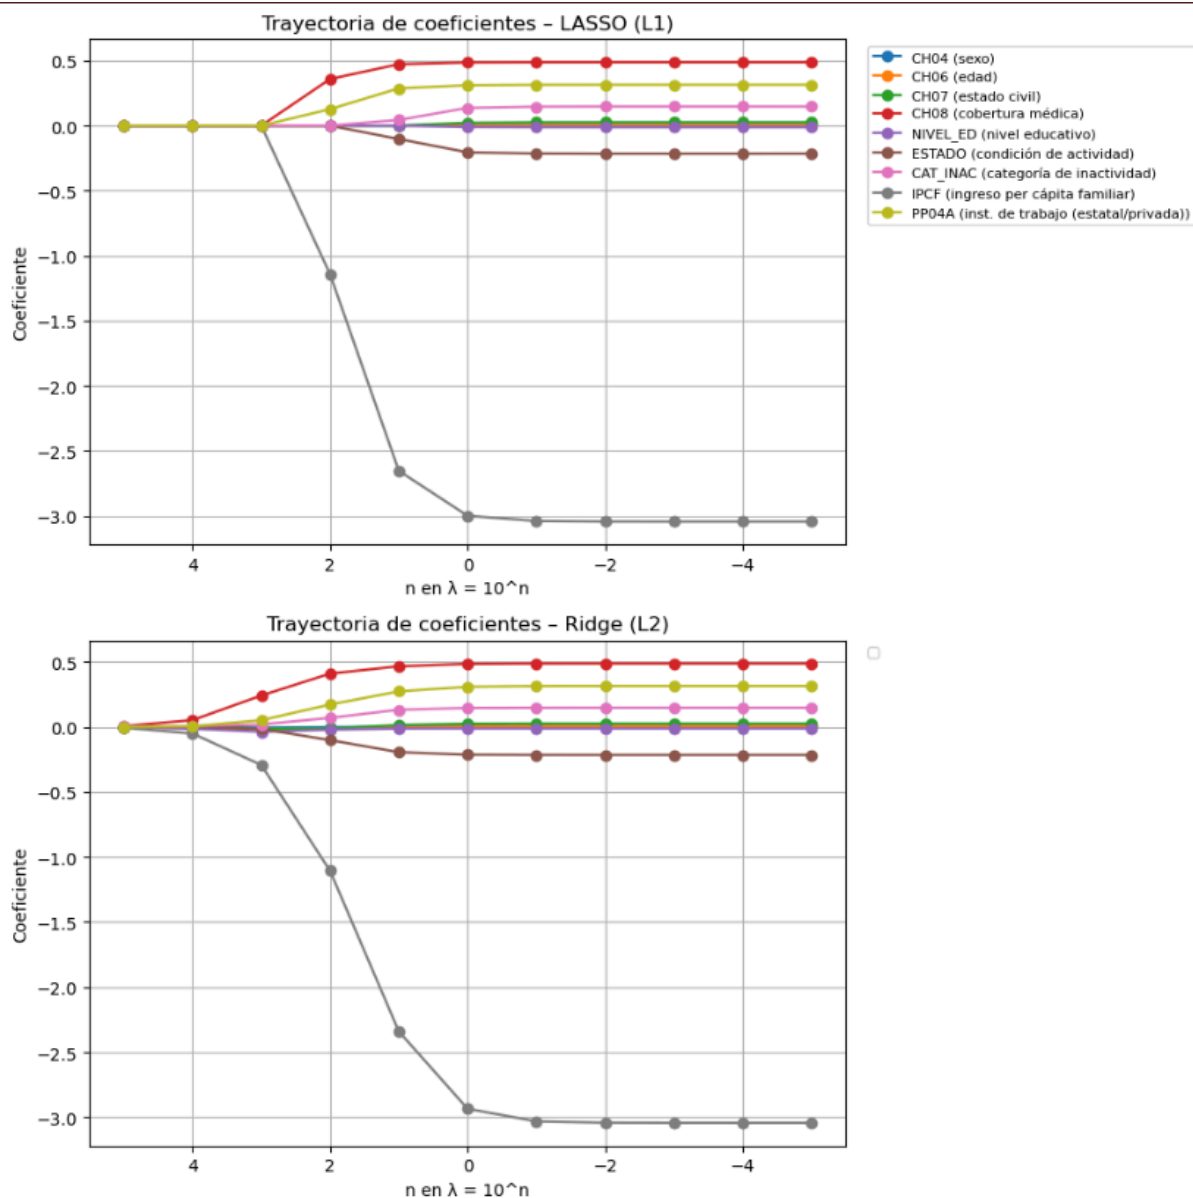 Trayectoria de coeficientes – LASSO (L1)
0.5
0.0
−0.5
−1.0
−1.5
−2.0
−2.5
−3.0
Coeficiente
4
2
0
−2
−4
n en λ = 10^n
CH04 (sexo)
CH06 (edad)
CH07 (estado civil)
CH08 (cobertura médica)
NIVEL_ED (nivel educativo)
ESTADO (condición de actividad)
CAT_INAC (categoría de inactividad)
IPCF (ingreso per cápita familiar)
PP04A (inst. de trabajo (estatal/privada))
Trayectoria de coeficientes – Ridge (L2)
0.5
0.0
−0.5
−1.0
−1.5
−2.0
−2.5
−3.0
Coeficiente
4
2
0
−2
−4
n en λ = 10^n